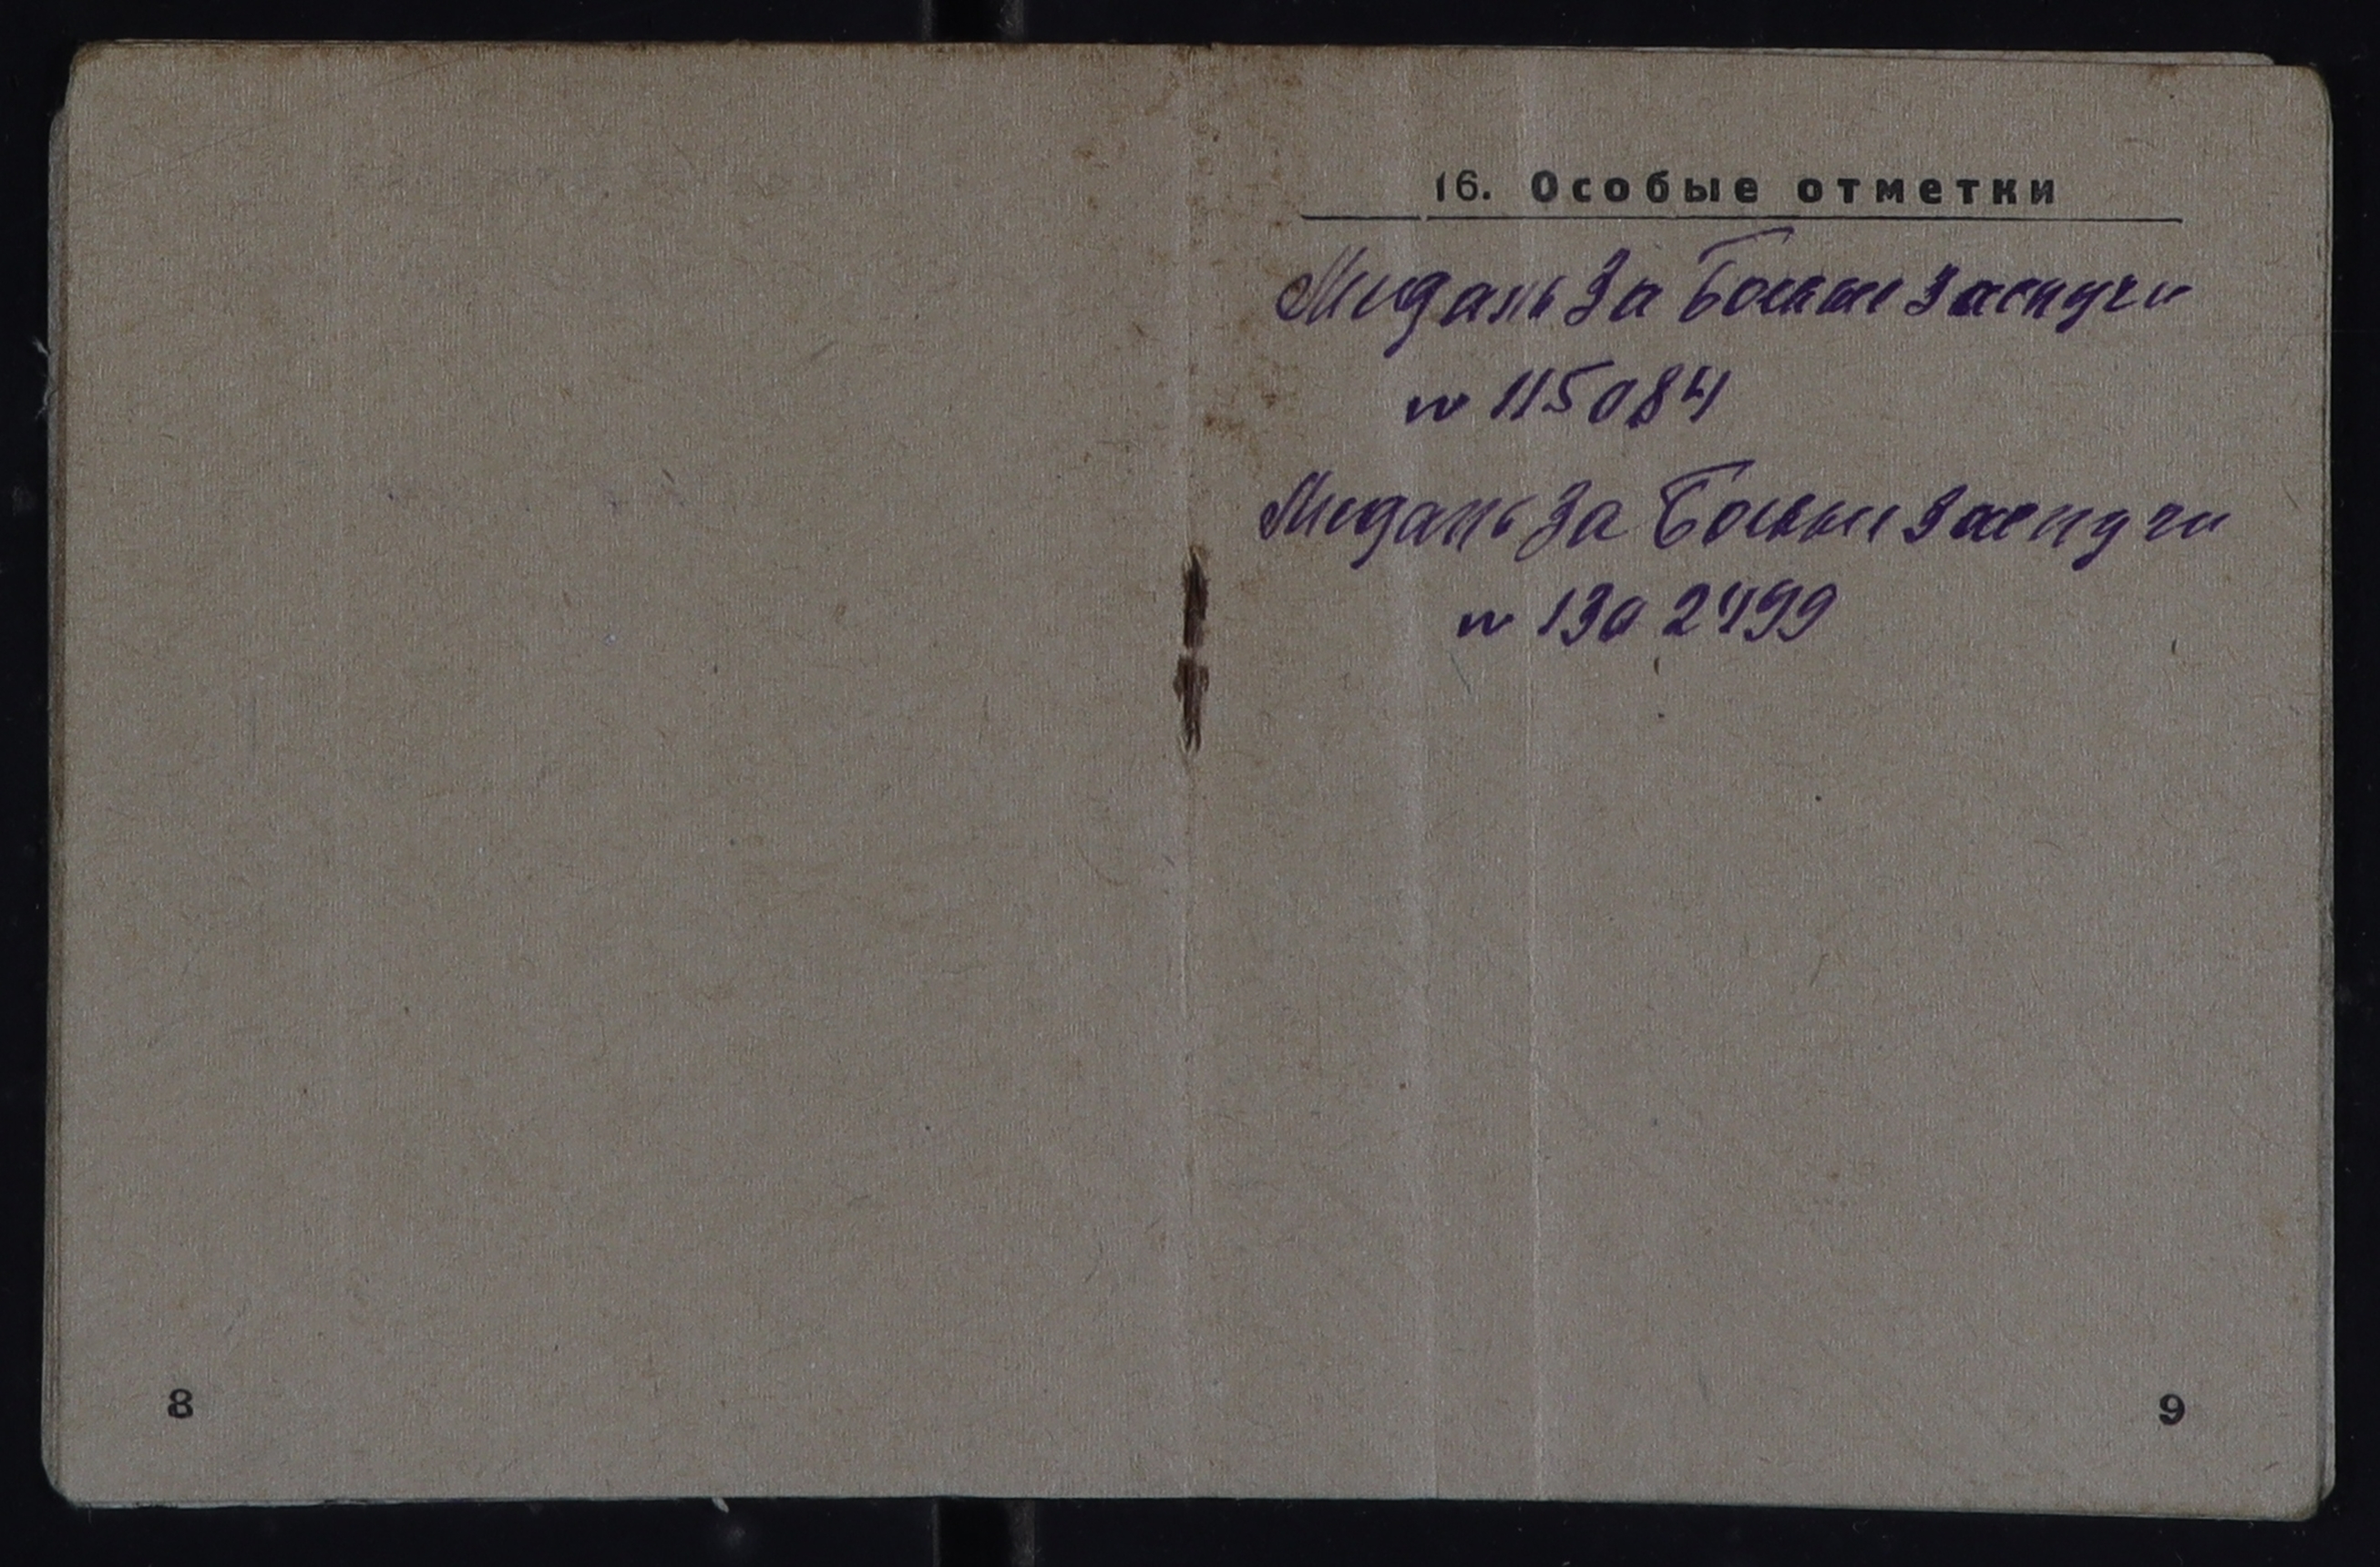 16. Особые отметки
Медаль За Боевые Заслуги
№ 115084
Медаль За Боевые Заслуги
№ 1302499
8
9